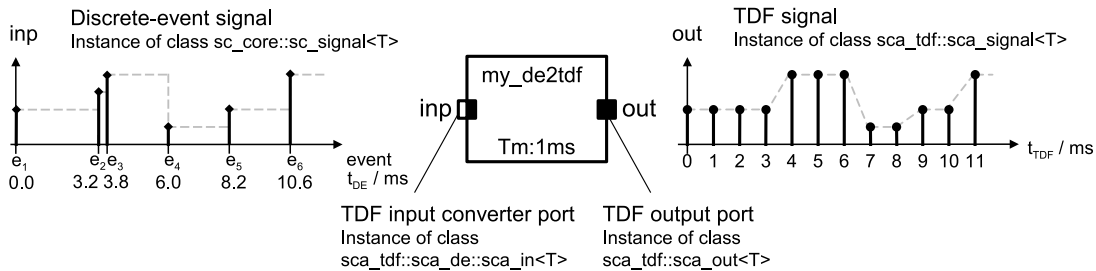 Discrete-event signal
Instance of class sc_core::sc_signal<T>
inp
e1 e2 e3 e4 e5 e6 event
0.0 3.2 3.8 6.0 8.2 10.6 tDE / ms
my_de2tdf
inp out
Tm:1ms
TDF input converter port
Instance of class
sca_tdf::sca_de::sca_in<T>
TDF output port
Instance of class
sca_tdf::sca_out<T>
TDF signal
Instance of class sca_tdf::sca_signal<T>
out
0 1 2 3 4 5 6 7 8 9 10 11 tTDF / ms